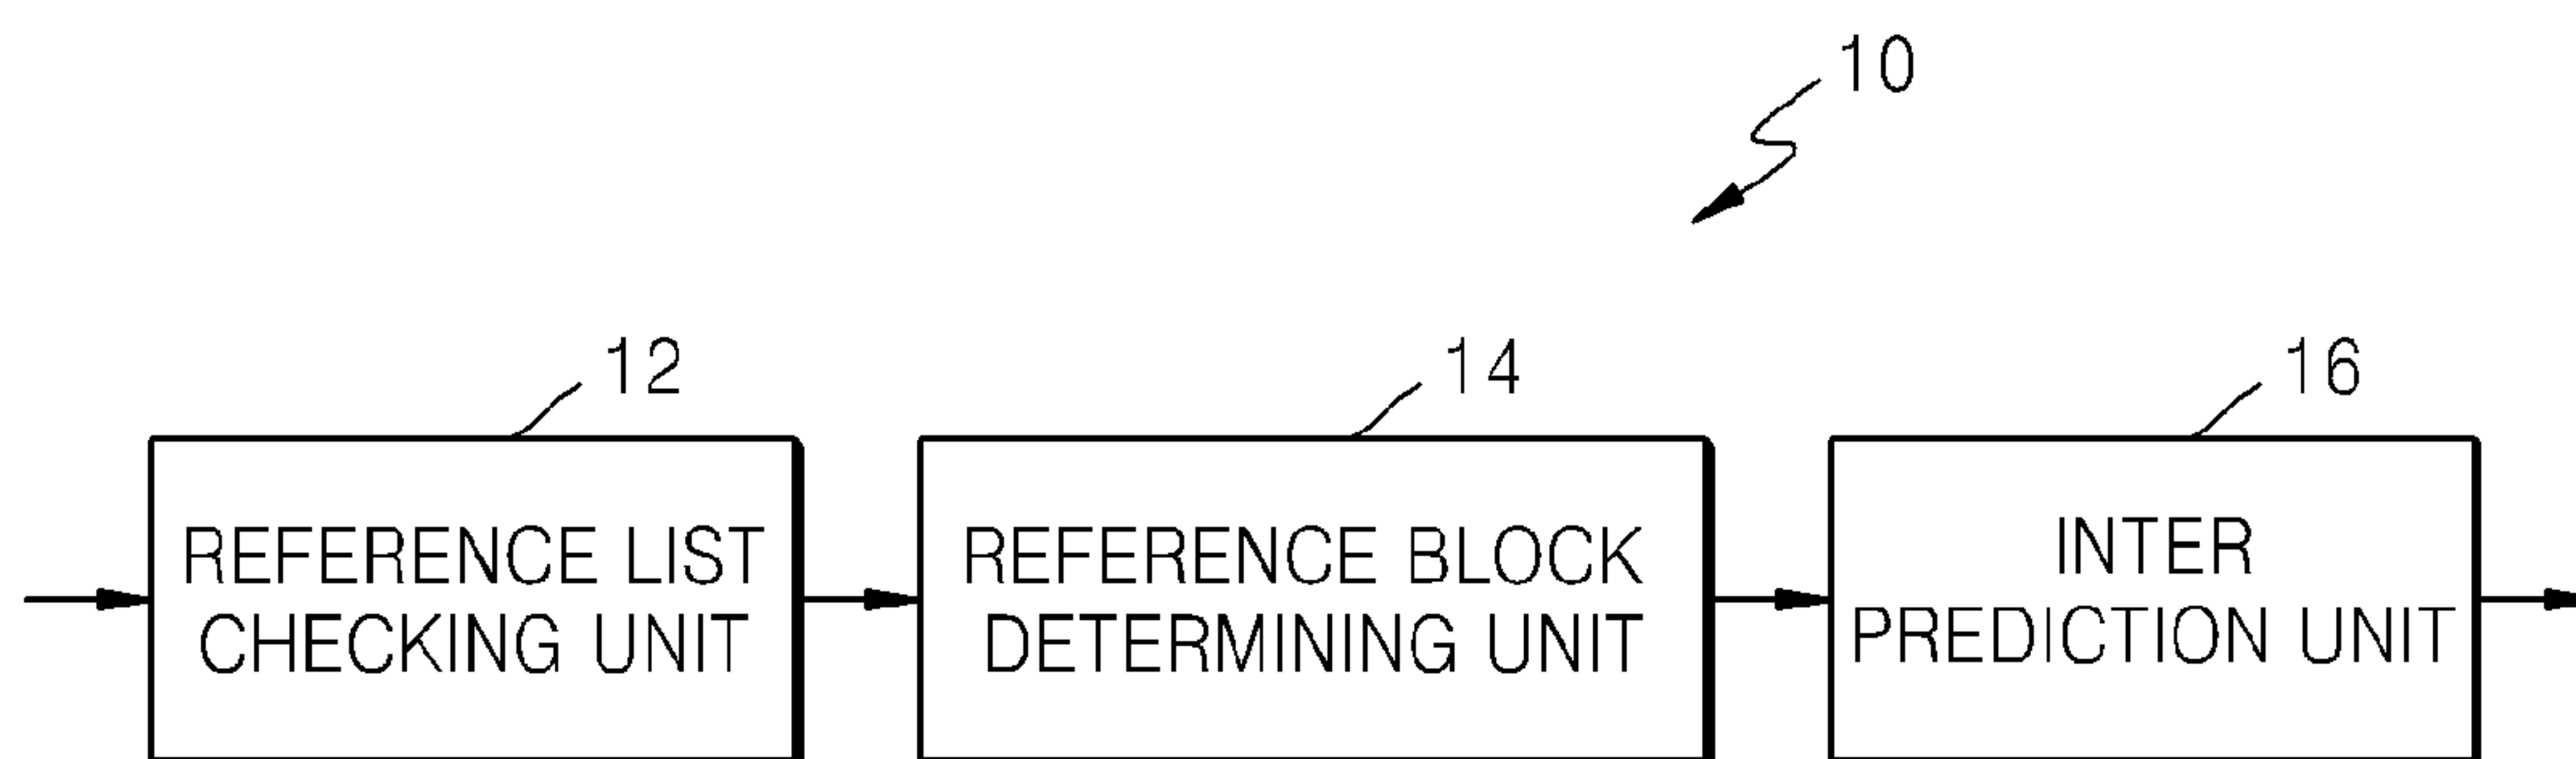 10
12
14
16
REFERENCE LIST
CHECKING UNIT
REFERENCE BLOCK
DETERMINING UNIT
INTER
PREDICTION UNIT